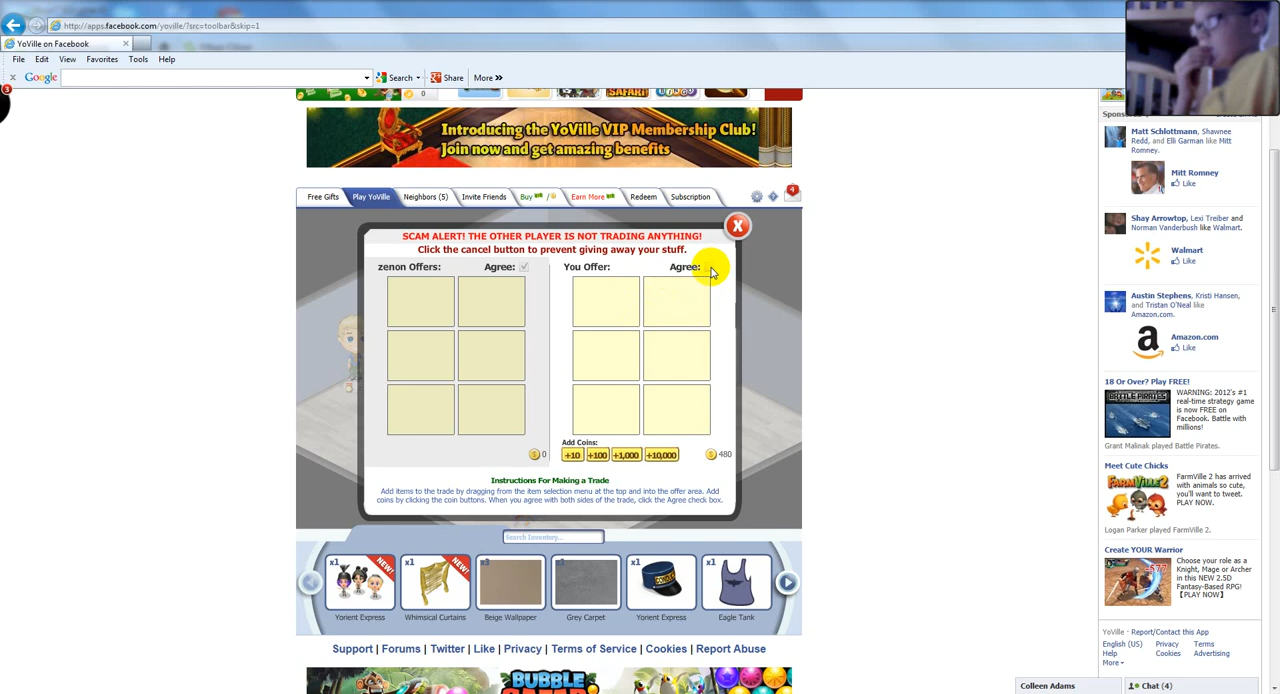 http://apps.facebook.com/yoville/?src=toolbar&skip=1
YoVille on Facebook
File Edit View Favorites Tools Help
Google Search Share More »
3
0
Introducing the YoVille VIP Membership Club!
Join now and get amazing benefits
Free Gifts Play YoVille Neighbors (5) Invite Friends Buy / Earn More Redeem Subscription 4
SCAM ALERT! THE OTHER PLAYER IS NOT TRADING ANYTHING!
Click the cancel button to prevent giving away your stuff.
zenon Offers: Agree: You Offer: Agree:
Add Coins:
0 +10 +100 +1,000 +10,000 480
Instructions For Making a Trade
Add items to the trade by dragging from the item selection menu at the top and into the offer area. Add
coins by clicking the coin buttons. When you agree with both sides of the trade, click the Agree check box.
Search Inventory...
x1 NEW! x1 NEW! x3 x1 x1
Yorient Express Whimsical Curtains Beige Wallpaper Grey Carpet Yorient Express Eagle Tank
Support | Forums | Twitter | Like | Privacy | Terms of Service | Cookies | Report Abuse
BUBBLE
Matt Schlottmann, Shawnee
Redd, and Elli Garman like Mitt
Romney.
Mitt Romney
Like
Shay Arrowtop, Lexi Treiber and
Norman Vanderbush like Walmart.
Walmart
Like
Austin Stephens, Kristi Hansen,
and Tristan O'Neal like
Amazon.com.
Amazon.com
Like
18 Or Over? Play FREE!
BATTLE PIRATES
WARNING: 2012's #1
real-time strategy game
is now FREE on
Facebook. Battle with
millions!
Grant Malinak played Battle Pirates.
Meet Cute Chicks
FARMVILLE 2
FarmVille 2 has arrived
with animals so cute,
you'll want to tweet.
PLAY NOW.
Logan Parker played FarmVille 2.
Create YOUR Warrior
-577
Choose your role as a
Knight, Mage or Archer
in this NEW 2.5D
Fantasy-Based RPG!
【PLAY NOW】
YoVille · Report/Contact this App
English (US) Privacy Terms
Help Cookies Advertising
More
Colleen Adams Chat (4)